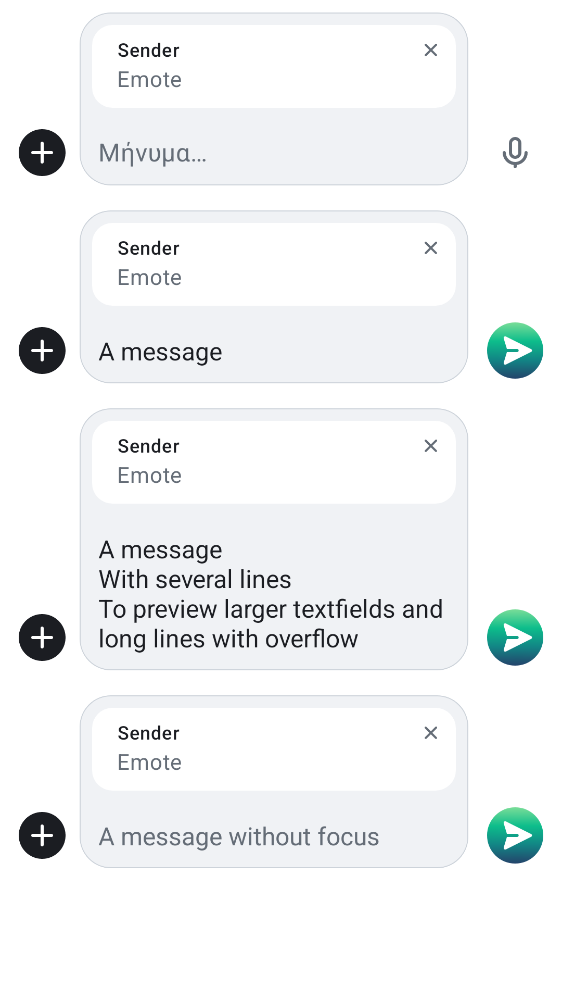 Sender
Emote
Μήνυμα…
Sender
Emote
A message
Sender
Emote
A message
With several lines
To preview larger textfields and
long lines with overflow
Sender
Emote
A message without focus